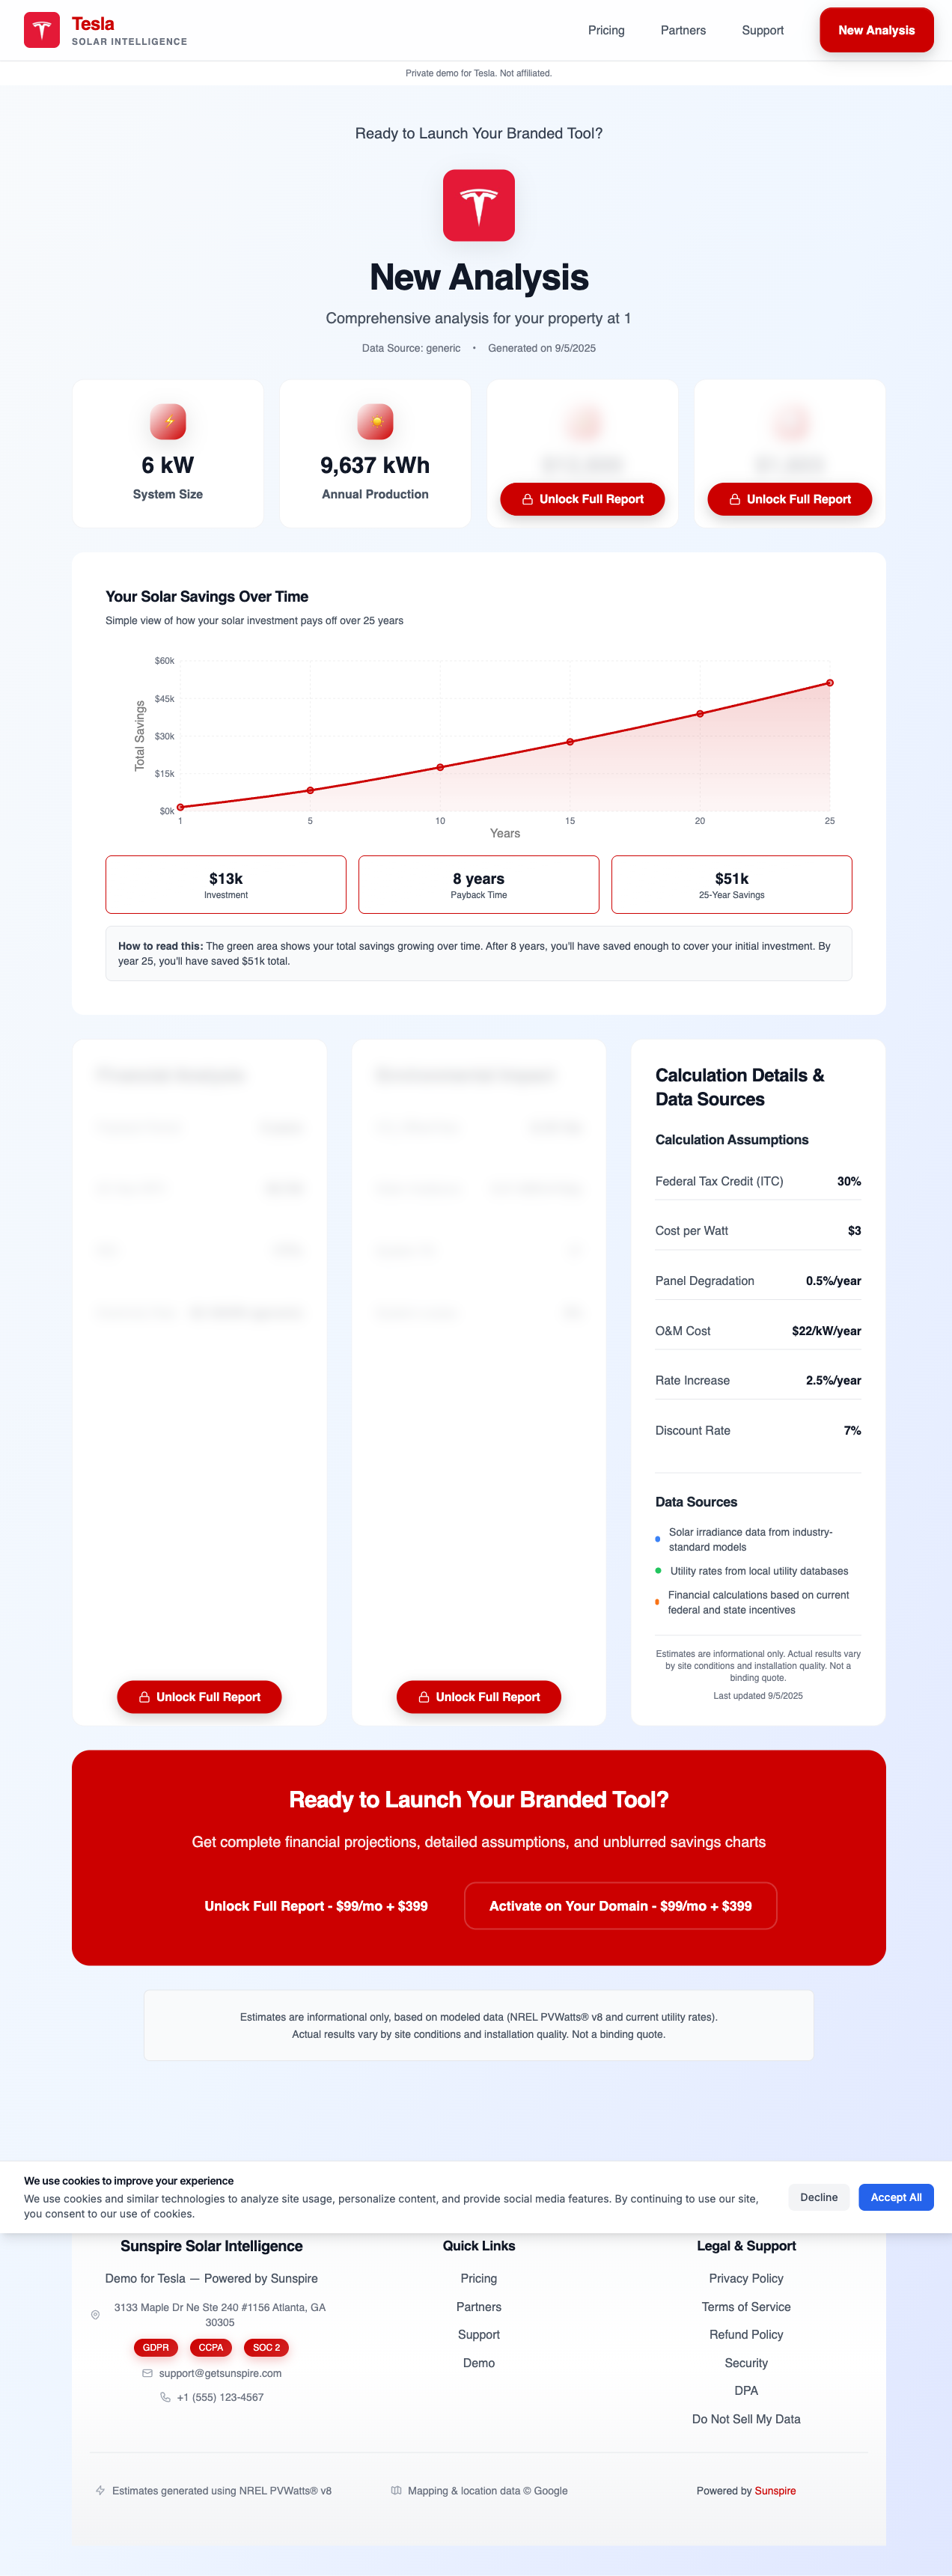 Tesla
SOLAR INTELLIGENCE
Pricing
Partners
Support
New Analysis
Private demo for Tesla. Not affiliated.
Ready to Launch Your Branded Tool?
New Analysis
Comprehensive analysis for your property at 1
Data Source: generic • Generated on 9/5/2025
6 kW
System Size
9,637 kWh
Annual Production
Unlock Full Report
Unlock Full Report
Your Solar Savings Over Time
Simple view of how your solar investment pays off over 25 years
$60k
$45k
$30k
$15k
$0k
Total Savings
1
5
10
15
20
25
Years
$13k
Investment
8 years
Payback Time
$51k
25-Year Savings
How to read this: The green area shows your total savings growing over time. After 8 years, you'll have saved enough to cover your initial investment. By
year 25, you'll have saved $51k total.
Financial Analysis
Environmental Impact
Unlock Full Report
Unlock Full Report
Calculation Details &
Data Sources
Calculation Assumptions
Federal Tax Credit (ITC) 30%
Cost per Watt $3
Panel Degradation 0.5%/year
O&M Cost $22/kW/year
Rate Increase 2.5%/year
Discount Rate 7%
Data Sources
Solar irradiance data from industry-
standard models
Utility rates from local utility databases
Financial calculations based on current
federal and state incentives
Estimates are informational only. Actual results vary
by site conditions and installation quality. Not a
binding quote.
Last updated 9/5/2025
Ready to Launch Your Branded Tool?
Get complete financial projections, detailed assumptions, and unblurred savings charts
Unlock Full Report - $99/mo + $399
Activate on Your Domain - $99/mo + $399
Estimates are informational only, based on modeled data (NREL PVWatts® v8 and current utility rates).
Actual results vary by site conditions and installation quality. Not a binding quote.
We use cookies to improve your experience
We use cookies and similar technologies to analyze site usage, personalize content, and provide social media features. By continuing to use our site,
you consent to our use of cookies.
Decline
Accept All
Sunspire Solar Intelligence
Demo for Tesla — Powered by Sunspire
3133 Maple Dr Ne Ste 240 #1156 Atlanta, GA
30305
GDPR
CCPA
SOC 2
support@getsunspire.com
+1 (555) 123-4567
Quick Links
Pricing
Partners
Support
Demo
Legal & Support
Privacy Policy
Terms of Service
Refund Policy
Security
DPA
Do Not Sell My Data
Estimates generated using NREL PVWatts® v8
Mapping & location data © Google
Powered by Sunspire